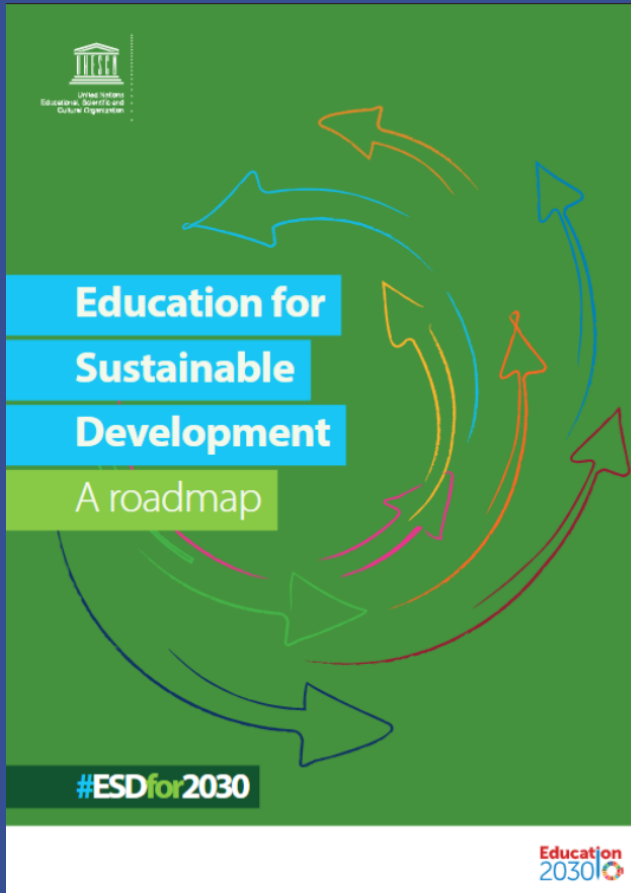 UNESCO
United Nations
Educational, Scientific and
Cultural Organization
Education for
Sustainable
Development
A roadmap
#ESDfor2030
Education
2030